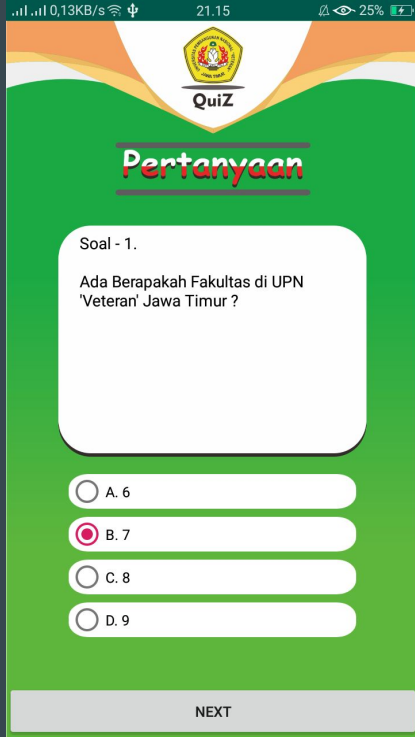 0,13KB/s
21.15
25%
QuiZ
Pertanyaan
Soal - 1.
Ada Berapakah Fakultas di UPN
'Veteran' Jawa Timur ?
A. 6
B. 7
C. 8
D. 9
NEXT